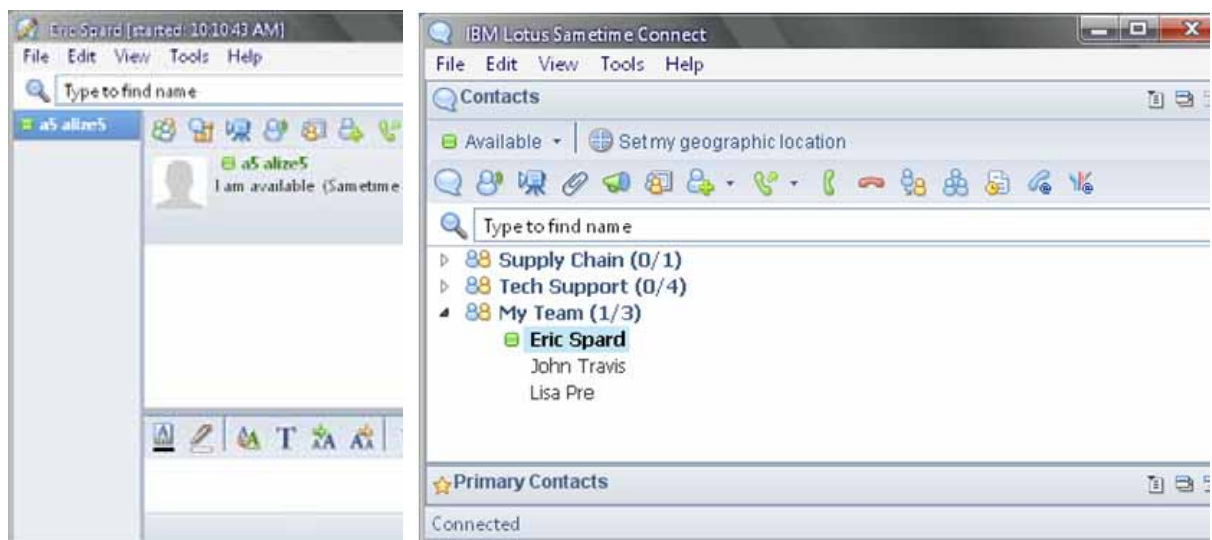 Eric Spard [started: 10:10:43 AM]
File Edit View Tools Help
Type to find name
a5 alize5
a5 alize5
I am available (Sametime
T
IBM Lotus Sametime Connect
File Edit View Tools Help
Contacts
Available
Set my geographic location
Type to find name
Supply Chain (0/1)
Tech Support (0/4)
My Team (1/3)
Eric Spard
John Travis
Lisa Pre
Primary Contacts
Connected